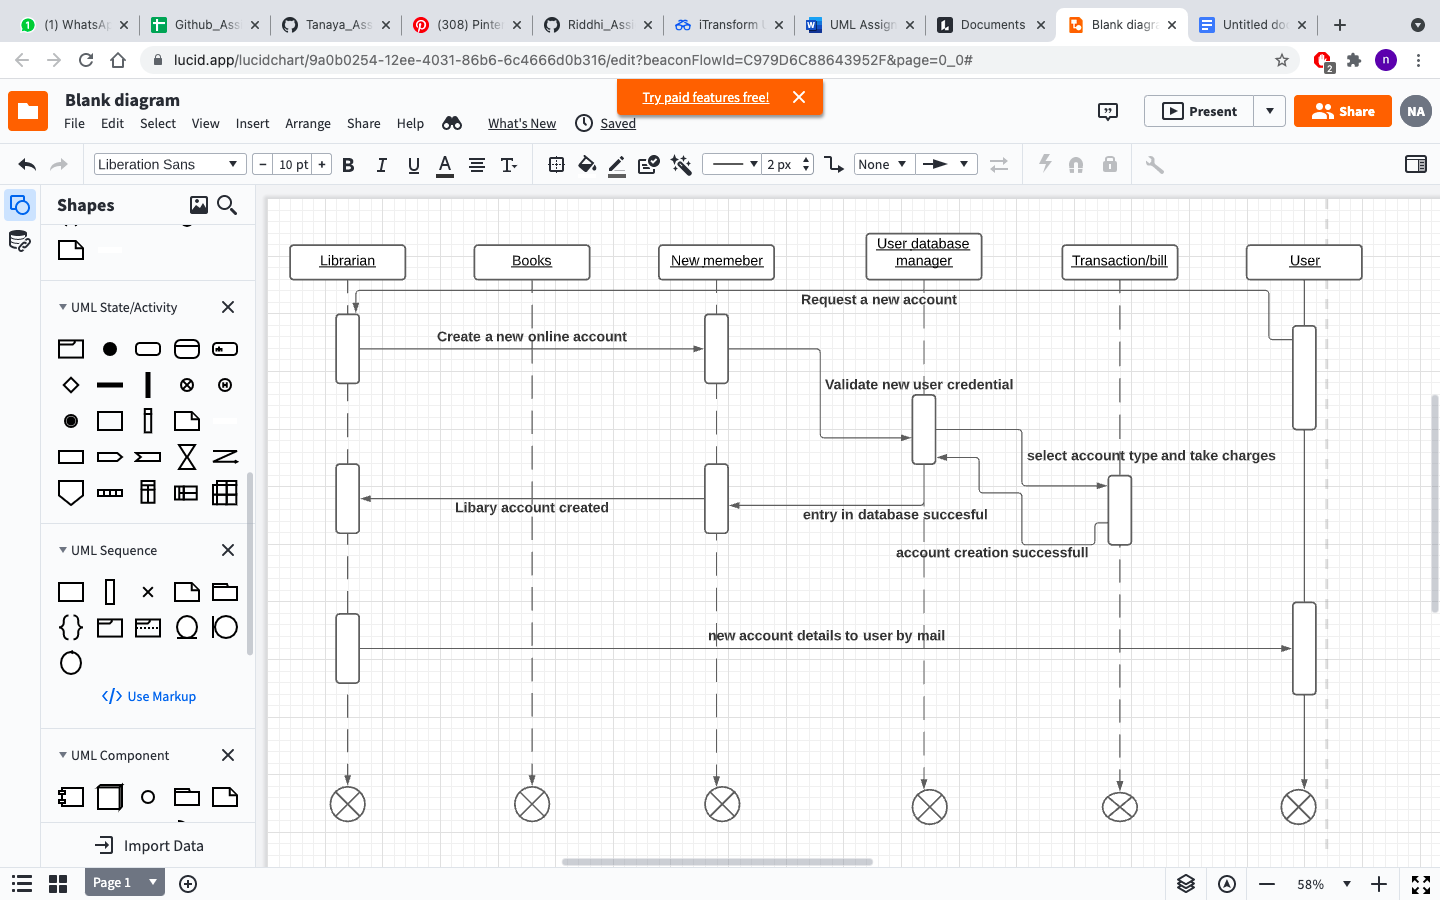 (1) WhatsAp
Github_Ass
Tanaya_Ass
(308) Pinter
Riddhi_Assi
iTransform U
UML Assign
Documents
Blank diagra
Untitled do
lucid.app/lucidchart/9a0b0254-12ee-4031-86b6-6c4666d0b316/edit?beaconFlowId=C979D6C88643952F&page=0_0#
2
n
Blank diagram
Try paid features free!
File Edit Select View Insert Arrange Share Help What's New Saved
Present
Share
NA
Liberation Sans
− 10 pt +
B I U A T
2 px
None
Shapes
UML State/Activity
UML Sequence
Use Markup
UML Component
Import Data
Librarian
Books
New memeber
User database
manager
Transaction/bill
User
Request a new account
Create a new online account
Validate new user credential
select account type and take charges
Libary account created
entry in database succesful
account creation successfull
new account details to user by mail
Page 1
58%